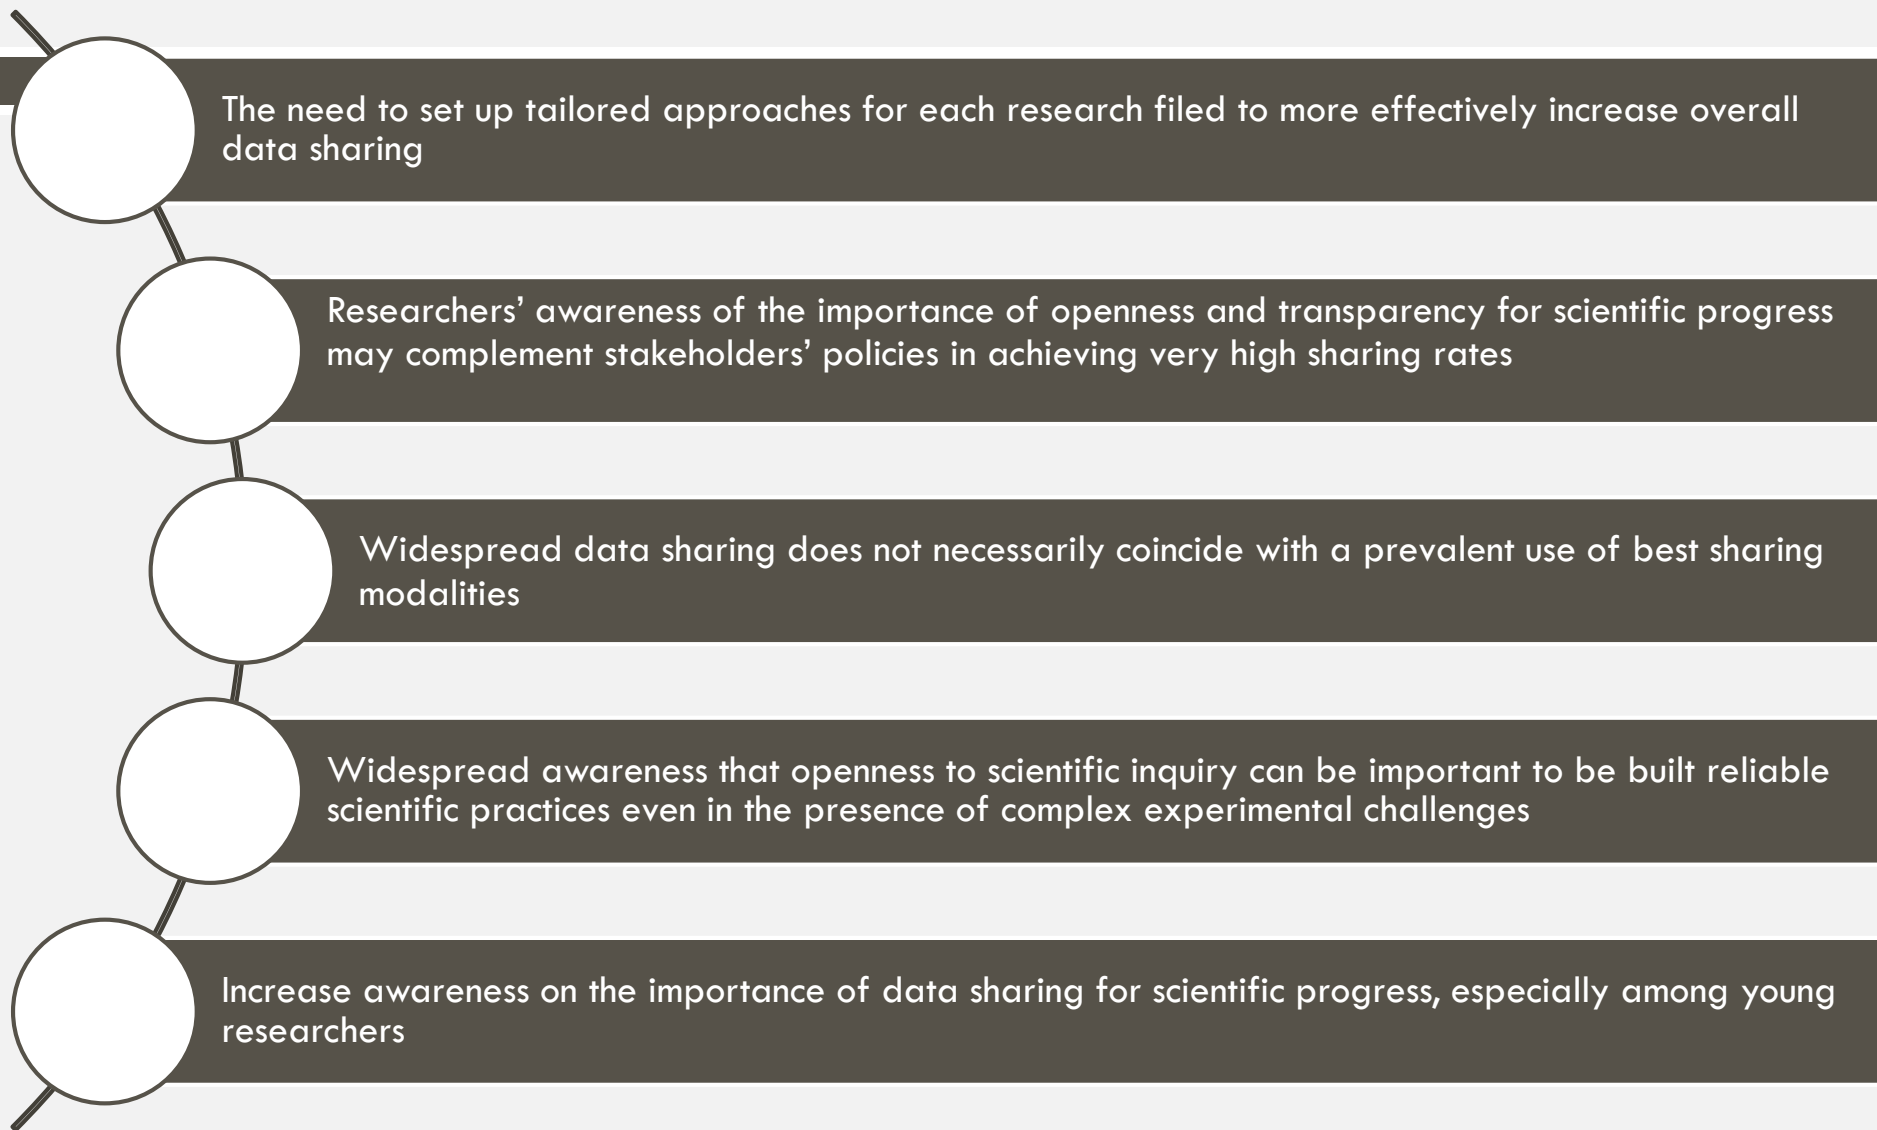 The need to set up tailored approaches for each research filed to more effectively increase overall
data sharing
Researchers’ awareness of the importance of openness and transparency for scientific progress
may complement stakeholders’ policies in achieving very high sharing rates
Widespread data sharing does not necessarily coincide with a prevalent use of best sharing
modalities
Widespread awareness that openness to scientific inquiry can be important to be built reliable
scientific practices even in the presence of complex experimental challenges
Increase awareness on the importance of data sharing for scientific progress, especially among young
researchers